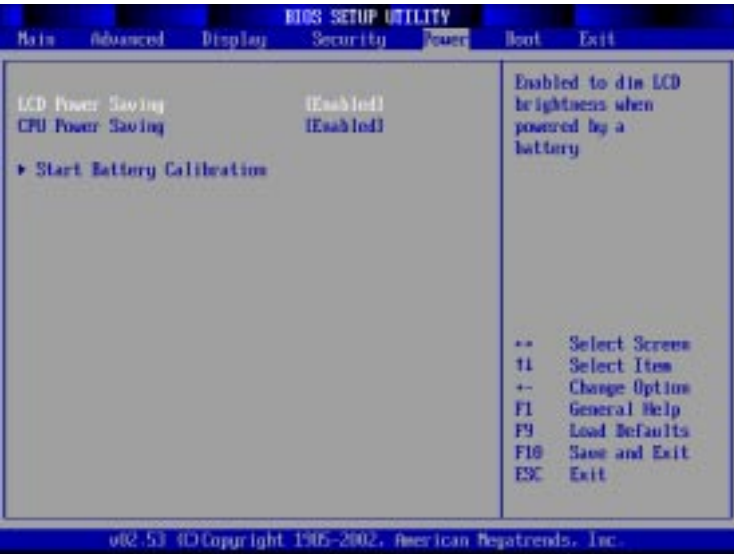 BIOS SETUP UTILITY
Main Advanced Display Security Power Boot Exit
LCD Power Saving [Enabled]
CPU Power Saving [Enabled]
▶ Start Battery Calibration
Enabled to dim LCD
brightness when
powered by a
battery
↔ Select Screen
↑↓ Select Item
+- Change Option
F1 General Help
F9 Load Defaults
F10 Save and Exit
ESC Exit
v02.53 (C)Copyright 1985-2002, American Megatrends, Inc.